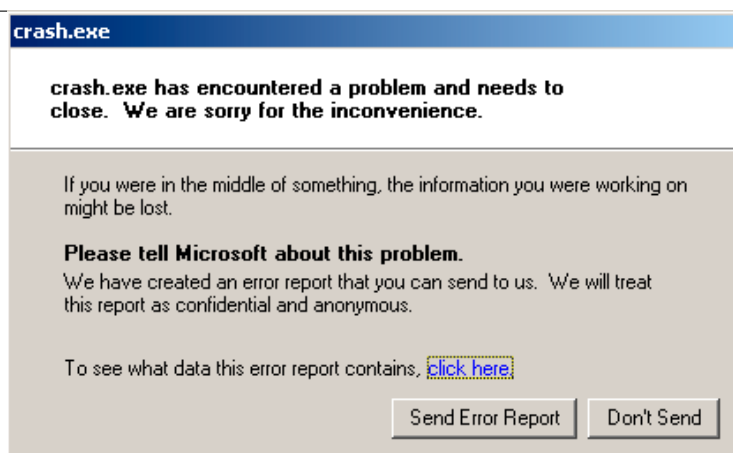 crash.exe
crash.exe has encountered a problem and needs to
close.  We are sorry for the inconvenience.
If you were in the middle of something, the information you were working on
might be lost.
Please tell Microsoft about this problem.
We have created an error report that you can send to us.  We will treat
this report as confidential and anonymous.
To see what data this error report contains, click here.
Send Error Report
Don't Send